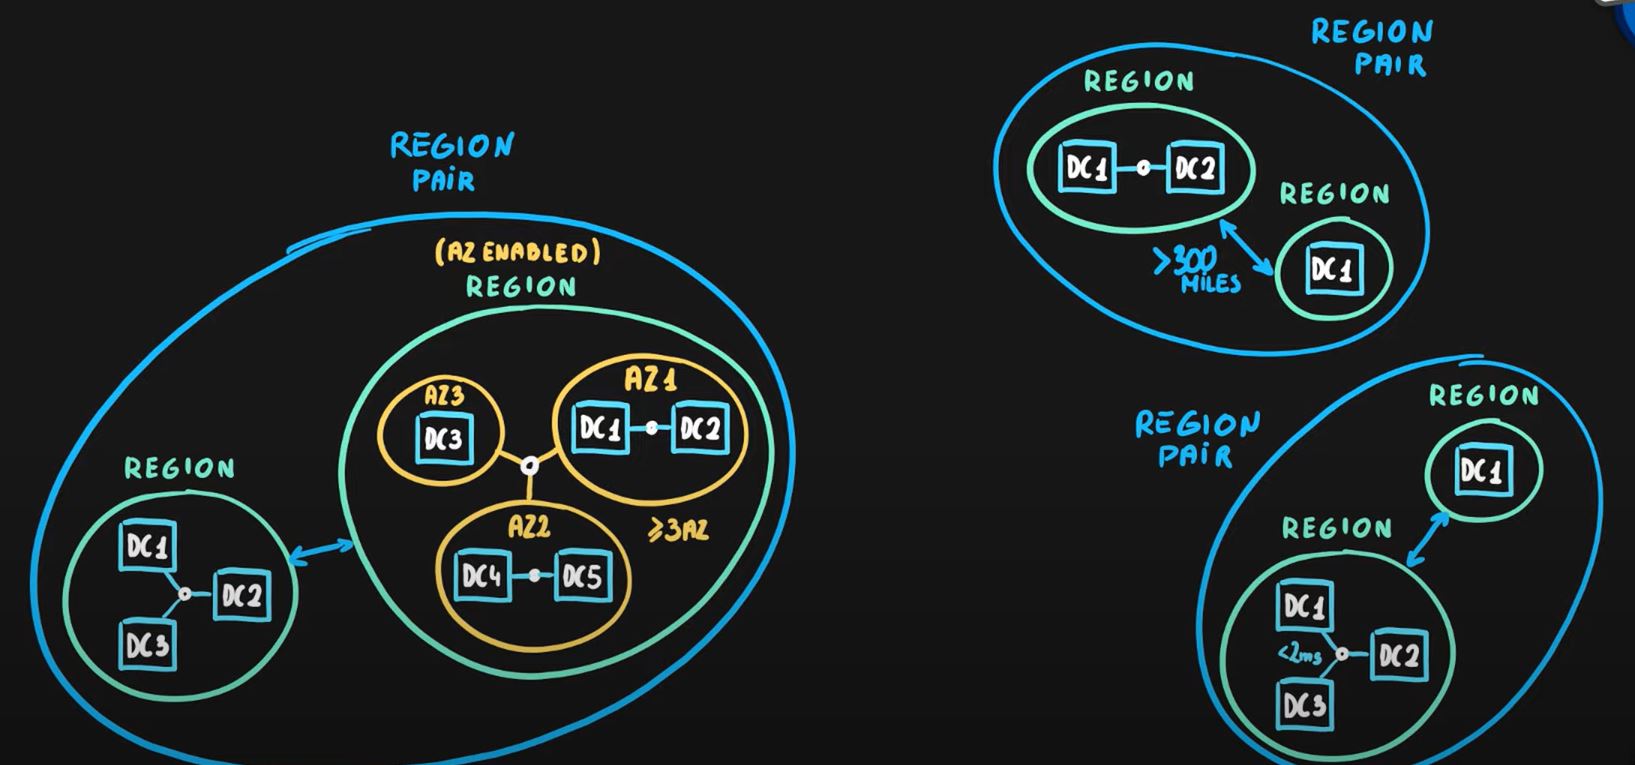 REGION
PAIR
(AZ ENABLED)
REGION
AZ3
DC3
AZ1
DC1
DC2
AZ2
DC4
DC5
≥3AZ
REGION
DC1
DC2
DC3
REGION
PAIR
REGION
DC1
DC2
REGION
DC1
>300
MILES
REGION
PAIR
REGION
DC1
REGION
DC1
<2ms
DC2
DC3